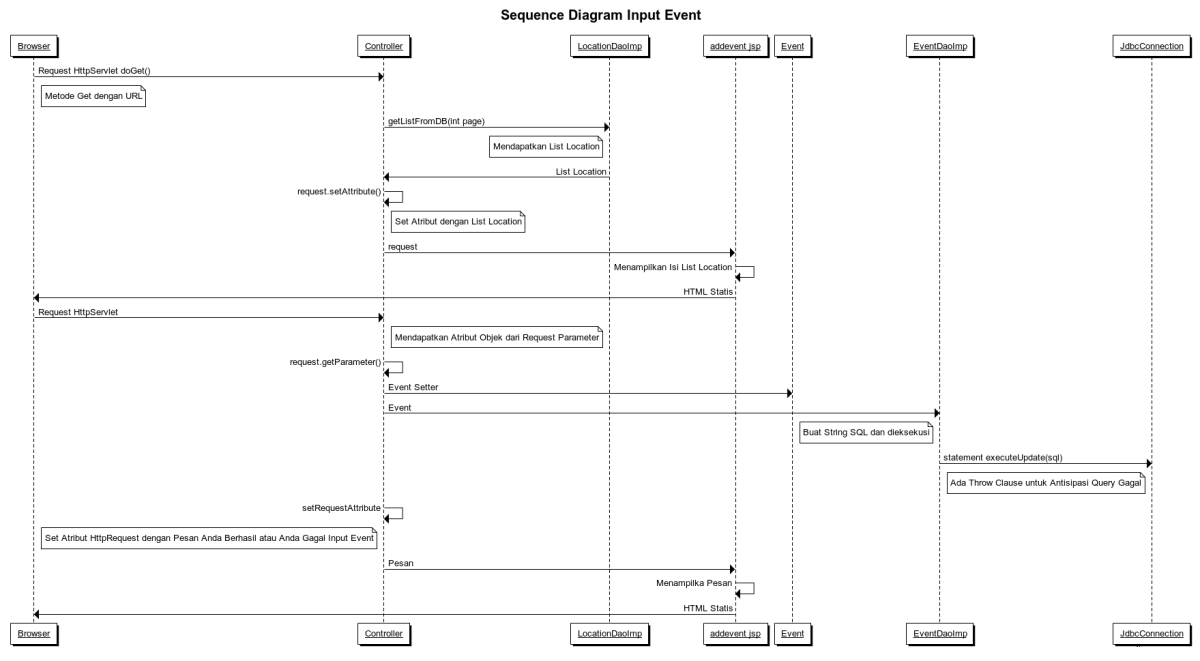 Sequence Diagram Input Event
Browser
Controller
LocationDaoImp
addevent.jsp
Event
EventDaoImp
JdbcConnection
Request HttpServlet doGet()
Metode Get dengan URL
getListFromDB(int page)
Mendapatkan List Location
List Location
request.setAttribute()
Set Atribut dengan List Location
request
Menampilkan Isi List Location
HTML Statis
Request HttpServlet
Mendapatkan Atribut Objek dari Request Parameter
request.getParameter()
Event Setter
Event
Buat String SQL dan dieksekusi
statement executeUpdate(sql)
Ada Throw Clause untuk Antisipasi Query Gagal
setRequestAttribute
Set Atribut HttpRequest dengan Pesan Anda Berhasil atau Anda Gagal Input Event
Pesan
Menampilka Pesan
HTML Statis
Browser
Controller
LocationDaoImp
addevent.jsp
Event
EventDaoImp
JdbcConnection